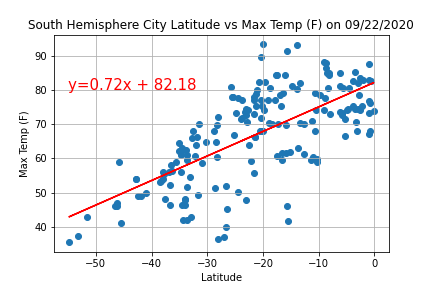 South Hemisphere City Latitude vs Max Temp (F) on 09/22/2020
90
y=0.72x + 82.18
80
70
60
50
40
Max Temp (F)
−50 −40 −30 −20 −10 0
Latitude